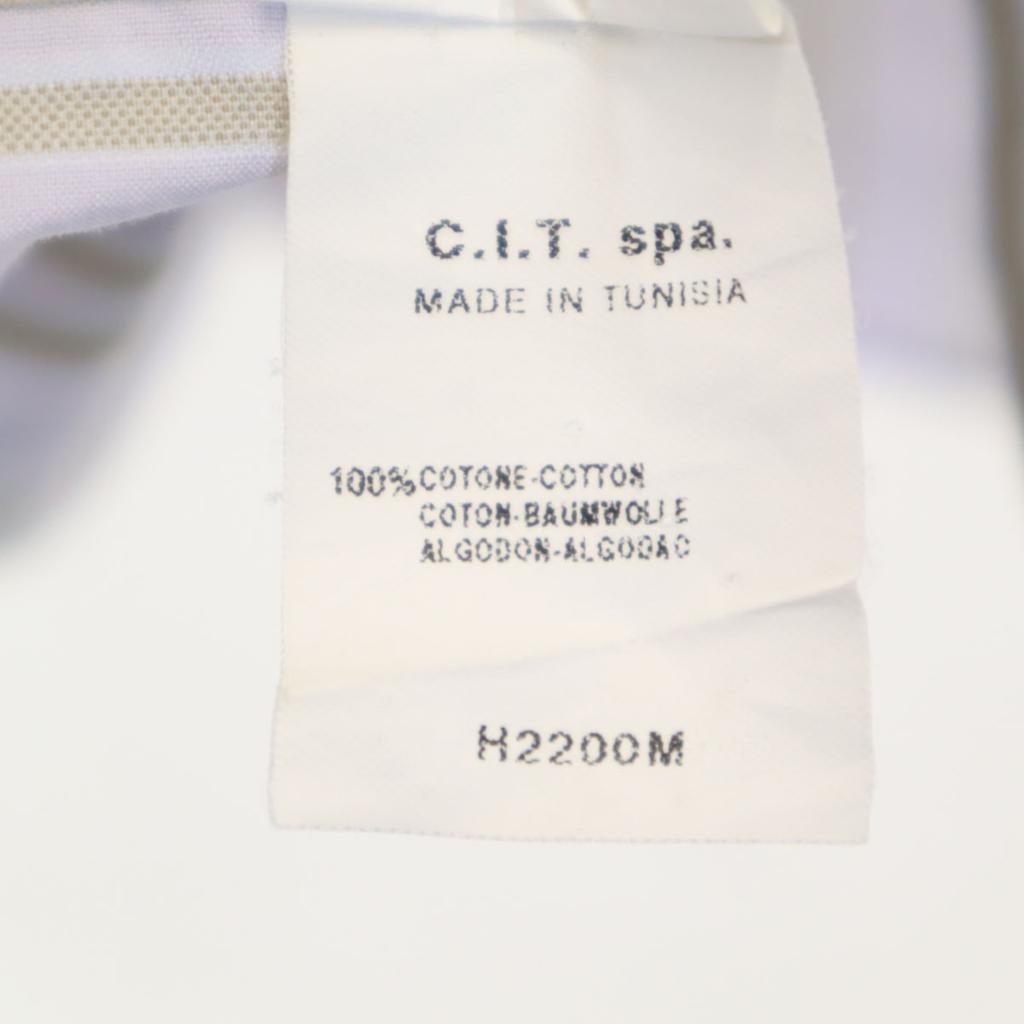 C.I.T. spa.
MADE IN TUNISIA
100% COTONE-COTTON
COTON-BAUMWOLLE
ALGODON-ALGODAO
H2200M